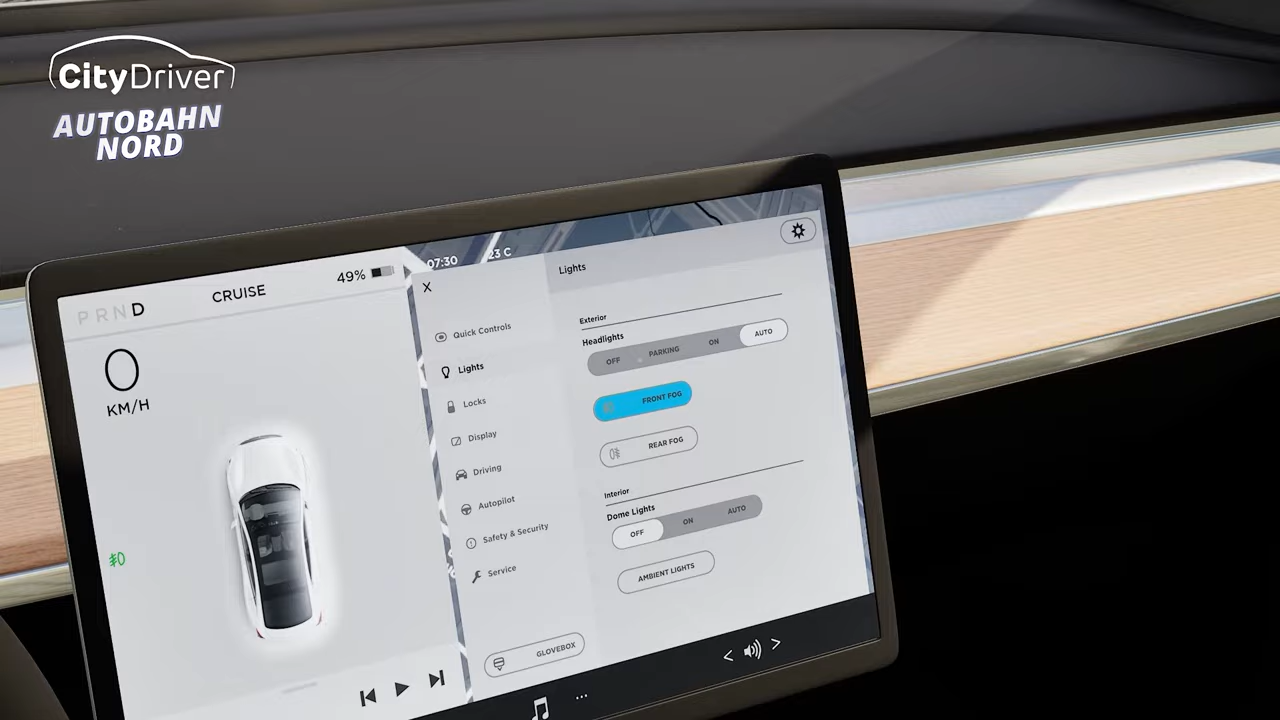 CityDriver
AUTOBAHN
NORD
P R N D
CRUISE
49%
0
KM/H
07:30
23 C
X
Lights
Quick Controls
Lights
Locks
Display
Driving
Autopilot
Safety & Security
Service
GLOVEBOX
Exterior
Headlights
OFF PARKING ON AUTO
FRONT FOG
REAR FOG
Interior
Dome Lights
OFF ON AUTO
AMBIENT LIGHTS